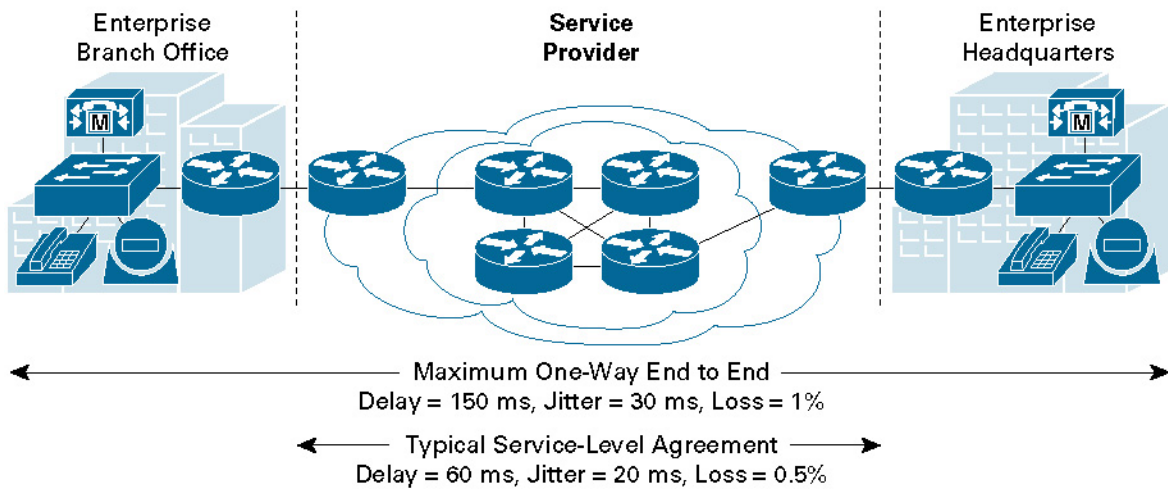 Enterprise
Branch Office
Service
Provider
Enterprise
Headquarters
M
M
Maximum One-Way End to End
Delay = 150 ms, Jitter = 30 ms, Loss = 1%
Typical Service-Level Agreement
Delay = 60 ms, Jitter = 20 ms, Loss = 0.5%